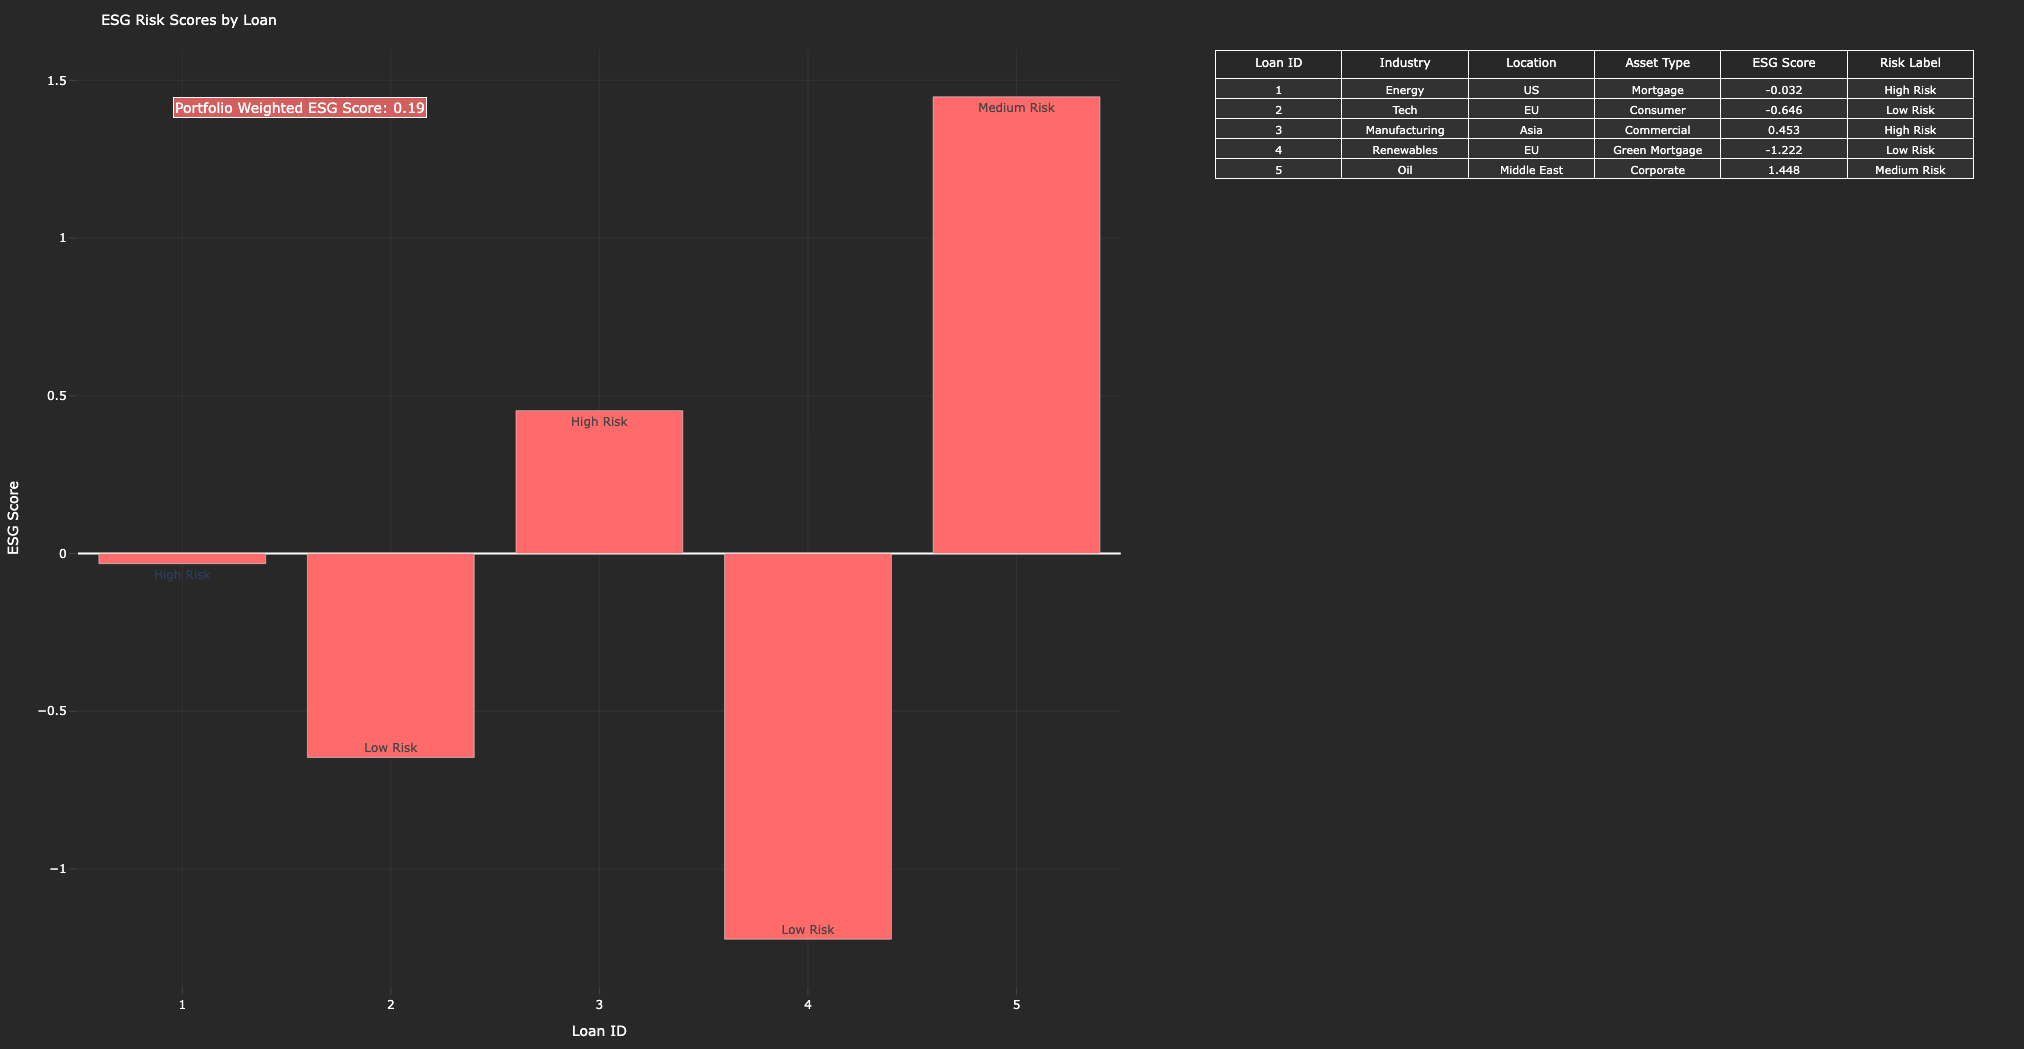 ESG Risk Scores by Loan
Portfolio Weighted ESG Score: 0.19
ESG Score
1.5
1
0.5
0
−0.5
−1
High Risk
Low Risk
High Risk
Low Risk
Medium Risk
1 2 3 4 5
Loan ID
Loan ID Industry Location Asset Type ESG Score Risk Label
1 Energy US Mortgage -0.032 High Risk
2 Tech EU Consumer -0.646 Low Risk
3 Manufacturing Asia Commercial 0.453 High Risk
4 Renewables EU Green Mortgage -1.222 Low Risk
5 Oil Middle East Corporate 1.448 Medium Risk